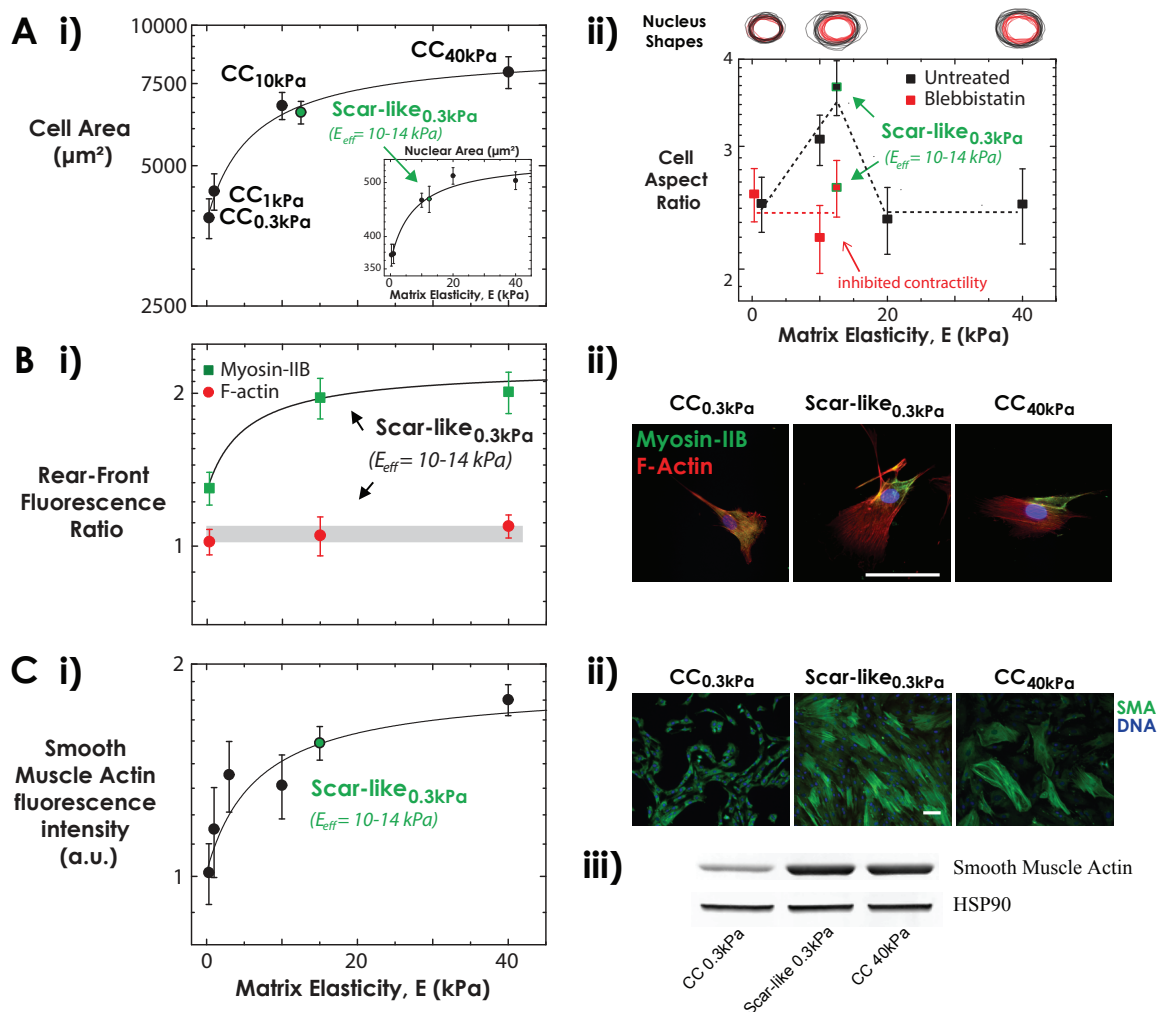 A i)
10000
7500
5000
2500
Cell Area
(µm²)
CC40kPa
CC10kPa
Scar-like0.3kPa
(Eeff = 10-14 kPa)
CC1kPa
CC0.3kPa
Nuclear Area (µm²)
500
400
350
0
20
40
Matrix Elasticity, E (kPa)
ii)
Nucleus
Shapes
4
3
2
Cell
Aspect
Ratio
Untreated
Blebbistatin
Scar-like0.3kPa
(Eeff = 10-14 kPa)
inhibited contractility
0
20
40
Matrix Elasticity, E (kPa)
B i)
Myosin-IIB
F-actin
2
1
Rear-Front
Fluorescence
Ratio
Scar-like0.3kPa
(Eeff = 10-14 kPa)
ii)
CC0.3kPa
Scar-like0.3kPa
CC40kPa
Myosin-IIB
F-Actin
C i)
2
1
Smooth
Muscle Actin
fluorescence
intensity
(a.u.)
Scar-like0.3kPa
(Eeff = 10-14 kPa)
0
20
40
Matrix Elasticity, E (kPa)
ii)
CC0.3kPa
Scar-like0.3kPa
CC40kPa
SMA
DNA
iii)
Smooth Muscle Actin
HSP90
CC 0.3kPa
Scar-like 0.3kPa
CC 40kPa